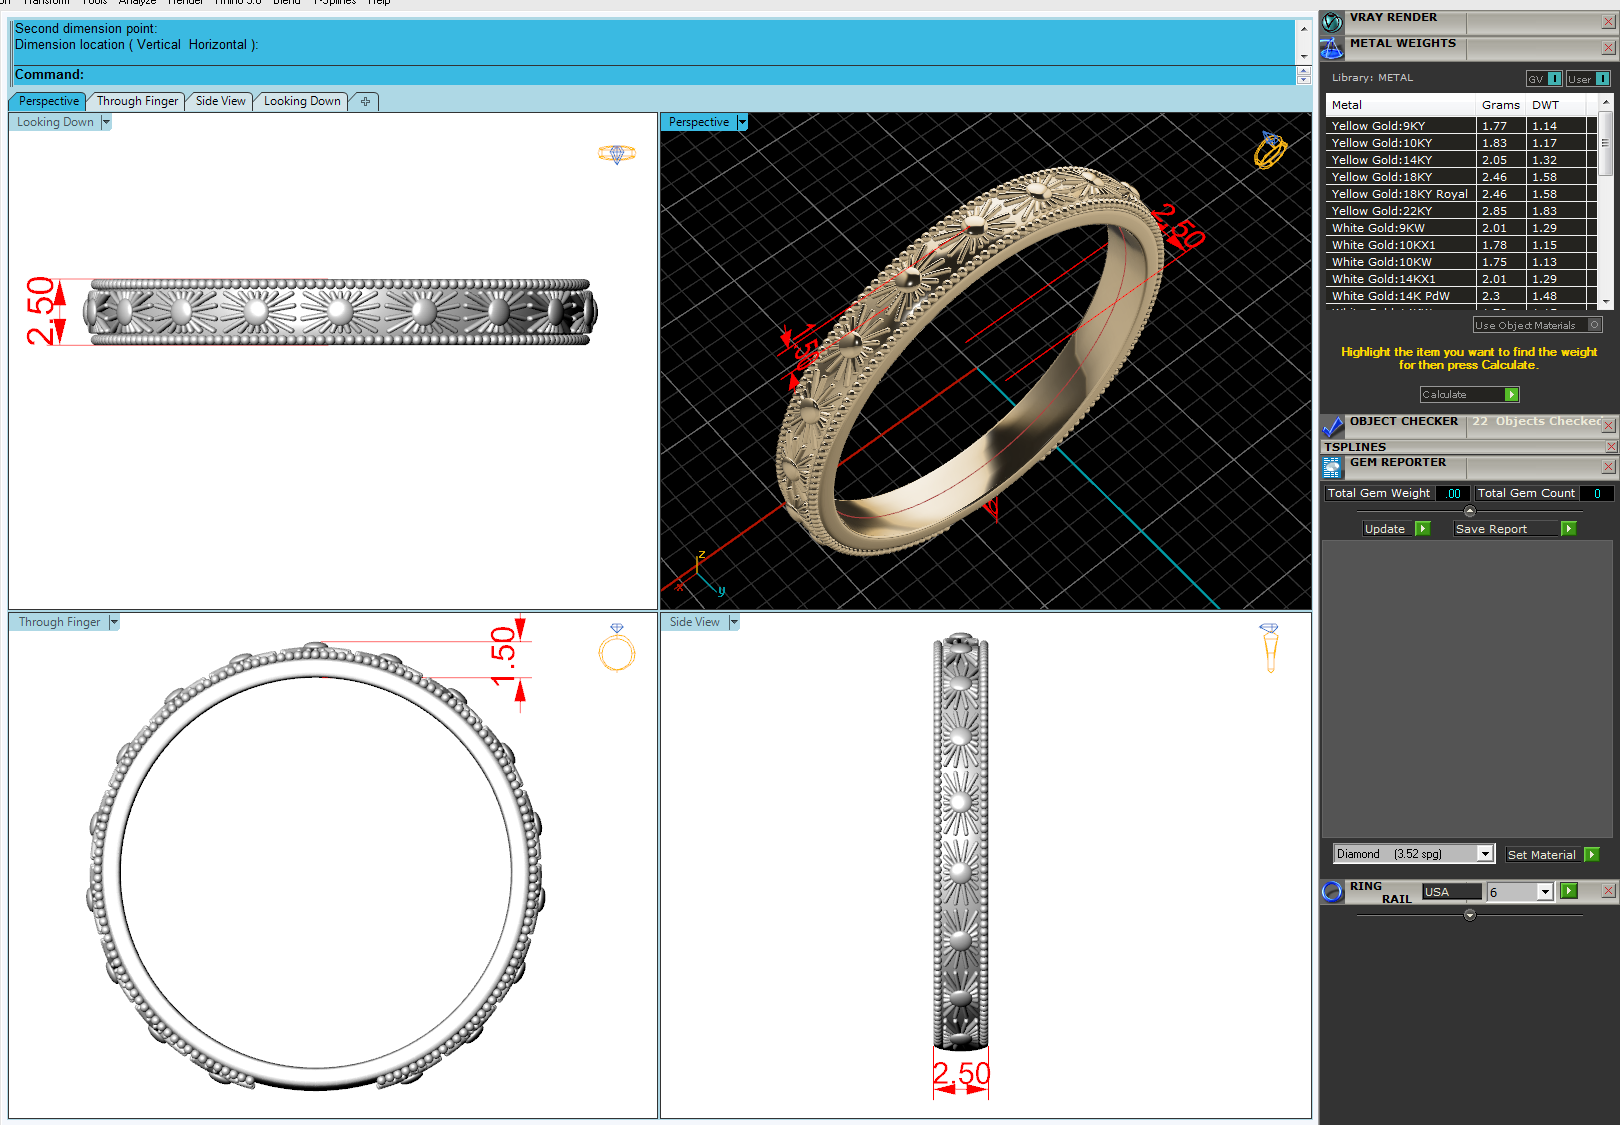 Transform Tools Analyze Render Rhino 5.0 Blend T-Splines Help
Second dimension point:
Dimension location ( Vertical Horizontal ):
Command:
Perspective Through Finger Side View Looking Down
Looking Down
2.50
Perspective
2.50
1.50
z
x
y
Through Finger
1.50
Side View
2.50
VRAY RENDER
METAL WEIGHTS
Library: METAL GV I User I
Metal Grams DWT
Yellow Gold:9KY 1.77 1.14
Yellow Gold:10KY 1.83 1.17
Yellow Gold:14KY 2.05 1.32
Yellow Gold:18KY 2.46 1.58
Yellow Gold:18KY Royal 2.46 1.58
Yellow Gold:22KY 2.85 1.83
White Gold:9KW 2.01 1.29
White Gold:10KX1 1.78 1.15
White Gold:10KW 1.75 1.13
White Gold:14KX1 2.01 1.29
White Gold:14K PdW 2.3 1.48
Use Object Materials O
Highlight the item you want to find the weight
for then press Calculate.
Calculate
OBJECT CHECKER 22 Objects Checked
TSPLINES
GEM REPORTER
Total Gem Weight .00 Total Gem Count 0
Update Save Report
Diamond (3.52 spg) Set Material
RING RAIL USA 6